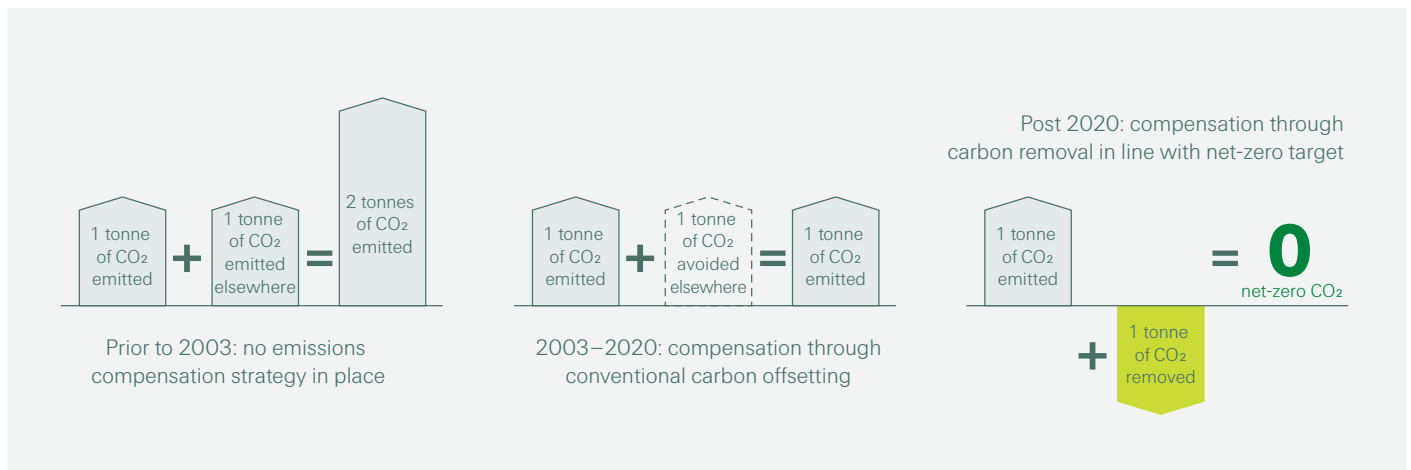 1 tonne
of CO₂
emitted
+
1 tonne
of CO₂
emitted
elsewhere
=
2 tonnes
of CO₂
emitted
Prior to 2003: no emissions
compensation strategy in place
1 tonne
of CO₂
emitted
+
1 tonne
of CO₂
avoided
elsewhere
=
1 tonne
of CO₂
emitted
2003–2020: compensation through
conventional carbon offsetting
Post 2020: compensation through
carbon removal in line with net-zero target
1 tonne
of CO₂
emitted
+
1 tonne
of CO₂
removed
=
0
net-zero CO₂